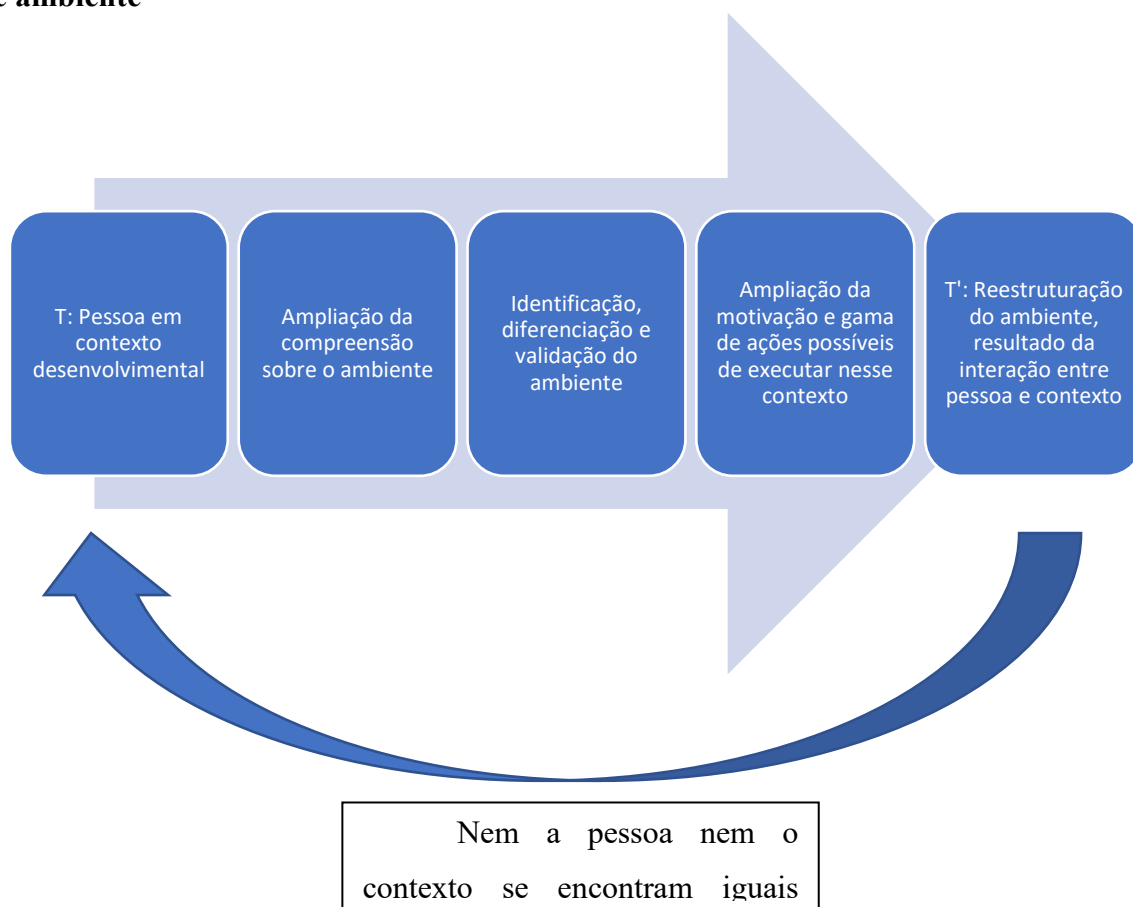 e ambiente
T: Pessoa em
contexto
desenvolvimental
Ampliação da
compreensão
sobre o ambiente
Identificação,
diferenciação e
validação do
ambiente
Ampliação da
motivação e gama
de ações possíveis
de executar nesse
contexto
T': Reestruturação
do ambiente,
resultado da
interação entre
pessoa e contexto
Nem a pessoa nem o
contexto se encontram iguais